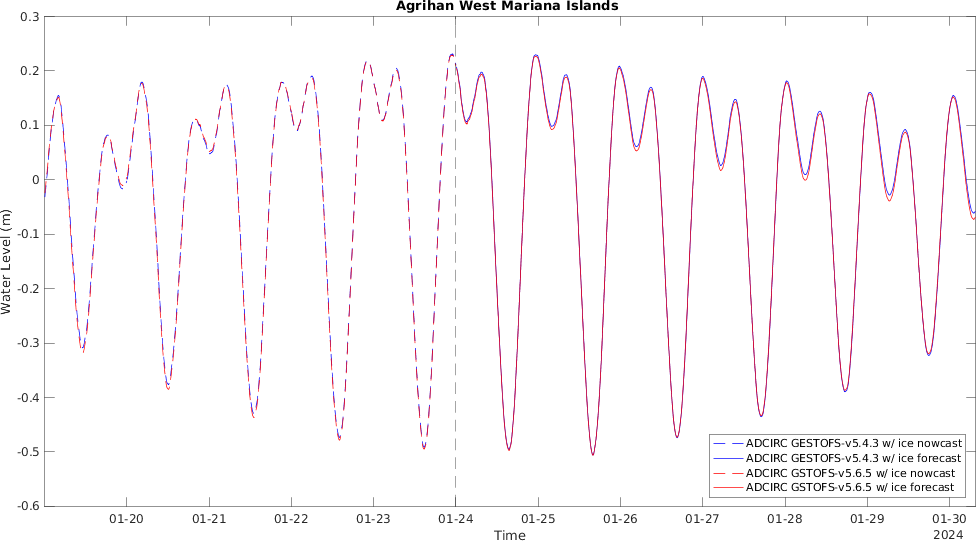 Agrihan West Mariana Islands
0.3
0.2
0.1
0
-0.1
-0.2
-0.3
-0.4
-0.5
-0.6
Water Level (m)
ADCIRC GESTOFS-v5.4.3 w/ ice nowcast
ADCIRC GESTOFS-v5.4.3 w/ ice forecast
ADCIRC GSTOFS-v5.6.5 w/ ice nowcast
ADCIRC GSTOFS-v5.6.5 w/ ice forecast
01-20 01-21 01-22 01-23 01-24 01-25 01-26 01-27 01-28 01-29 01-30
Time
2024